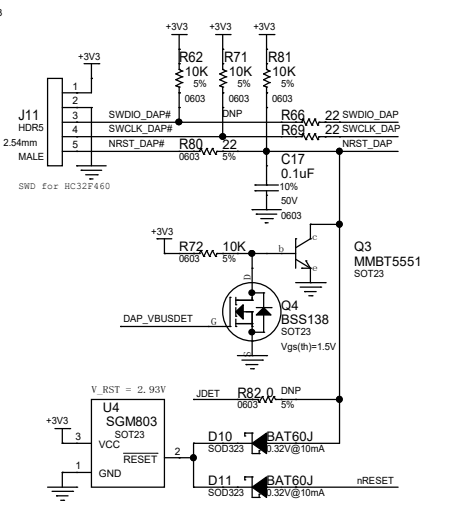 +3V3 +3V3 +3V3
+3V3
R62 R71 R81
10K 10K 10K
5% 5% 5%
0603 0603 0603
DNP
J11
HDR5
2.54mm
MALE
1
2
3 SWDIO_DAP# R66 22 SWDIO_DAP
4 SWCLK_DAP# R69 22 SWCLK_DAP
5 NRST_DAP# R80 22 NRST_DAP
0603 5%
SWD for HC32F460
C17
0.1uF
10%
50V
0603
+3V3
R72 10K
0603 5%
b
c
e
Q3
MMBT5551
SOT23
D
G
S
DAP_VBUSDET
Q4
BSS138
SOT23
Vgs(th)=1.5V
V_RST = 2.93V
JDET R82 0 DNP
0603 5%
U4
SGM803
SOT23
+3V3
3 VCC
RESET 2
1 GND
D10 BAT60J
SOD323 0.32V@10mA
D11 BAT60J nRESET
SOD323 0.32V@10mA